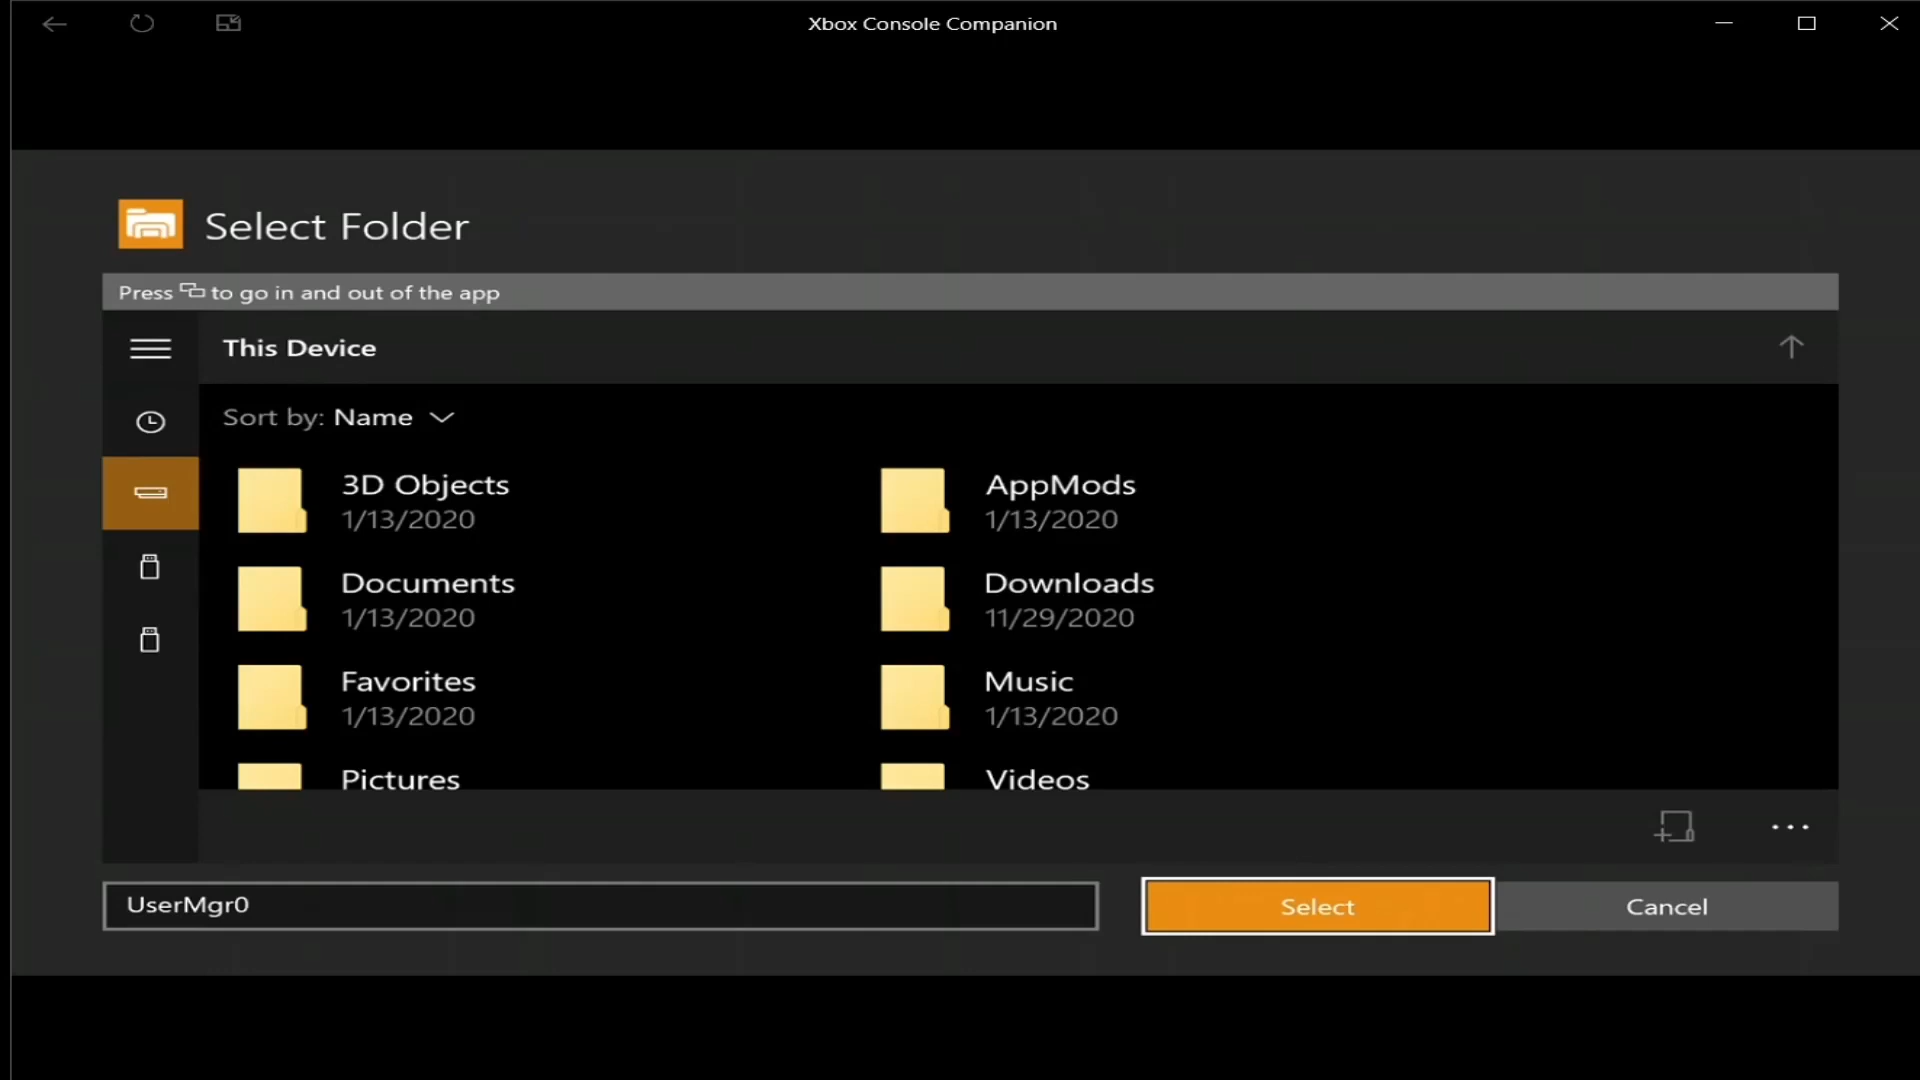 Xbox Console Companion
Select Folder
Press to go in and out of the app
This Device
Sort by: Name
3D Objects
1/13/2020
AppMods
1/13/2020
Documents
1/13/2020
Downloads
11/29/2020
Favorites
1/13/2020
Music
1/13/2020
Pictures
Videos
UserMgr0
Select
Cancel